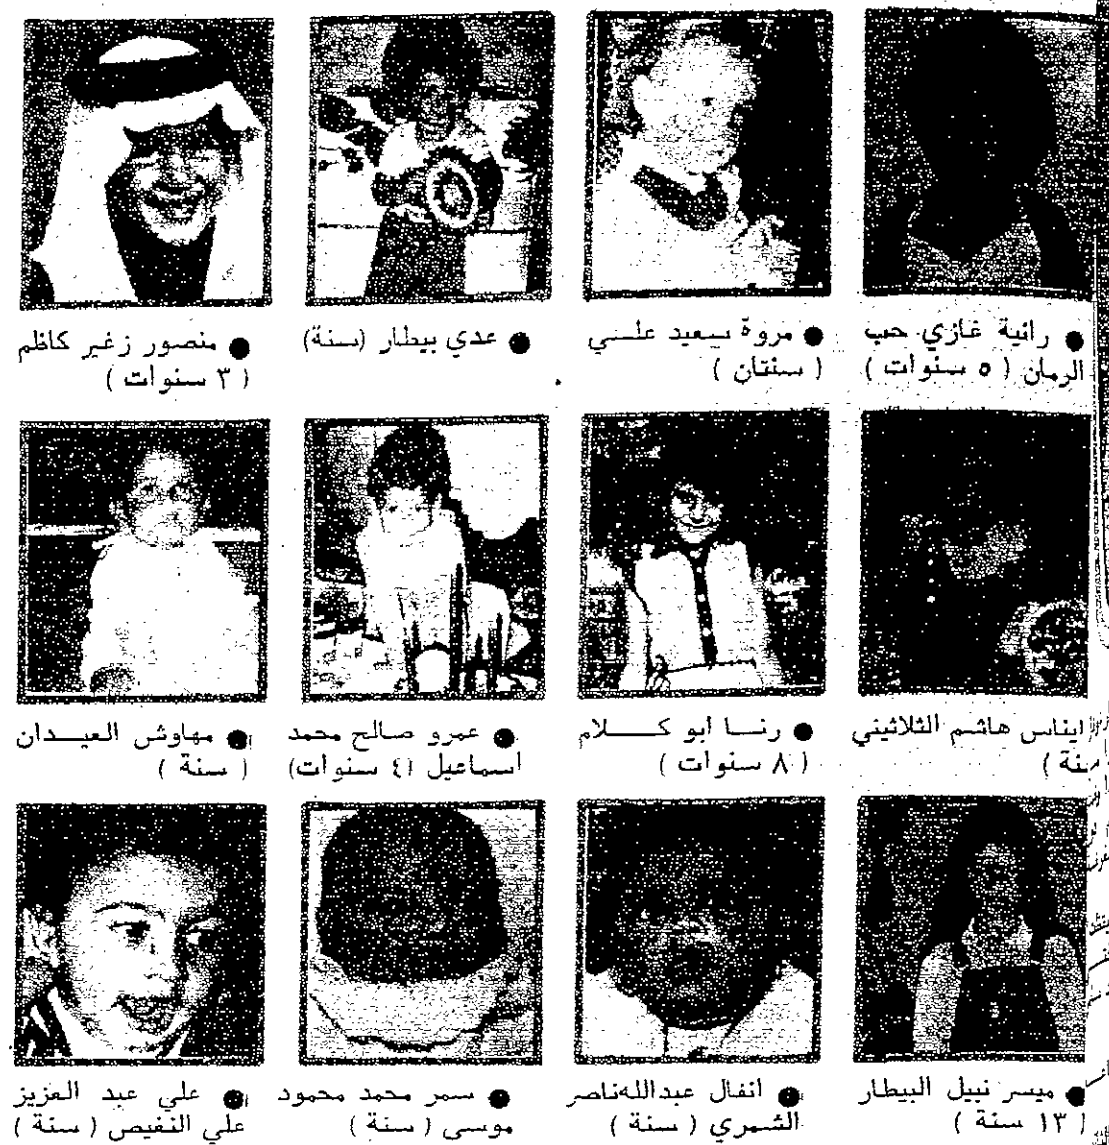 ● رانية غازي حب
الرمان ( ٥ سنوات )
● مروة سعيد علي
( سنتان )
● عدي بيطار (سنة)
● منصور زغير كاظم
( ٣ سنوات )
ايناس هاشم الثلاثيني
● رنا ابو كلام
( ٨ سنوات )
● عمرو صالح محمد
اسماعيل (٤ سنوات)
● مهاوش العيدان
( سنة )
● ميسر نبيل البيطار
( ١٣ سنة )
● انفال عبدالله ناصر
الشمري ( سنة )
● سمر محمد محمود
موسى ( سنة )
● علي عبد العزيز
علي النفيص ( سنة )